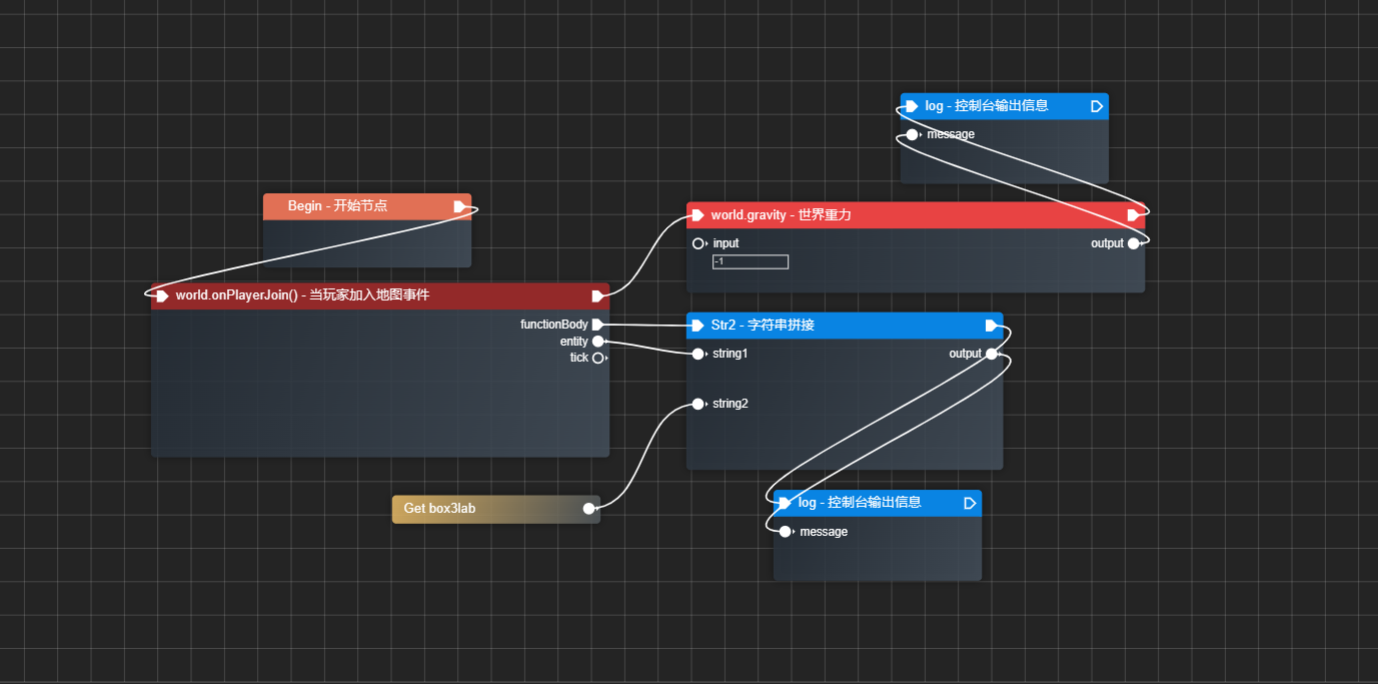 log - 控制台输出信息
message
Begin - 开始节点
world.gravity - 世界重力
input
output
-1
world.onPlayerJoin() - 当玩家加入地图事件
functionBody
entity
tick
Str2 - 字符串拼接
string1
output
string2
Get box3lab
log - 控制台输出信息
message